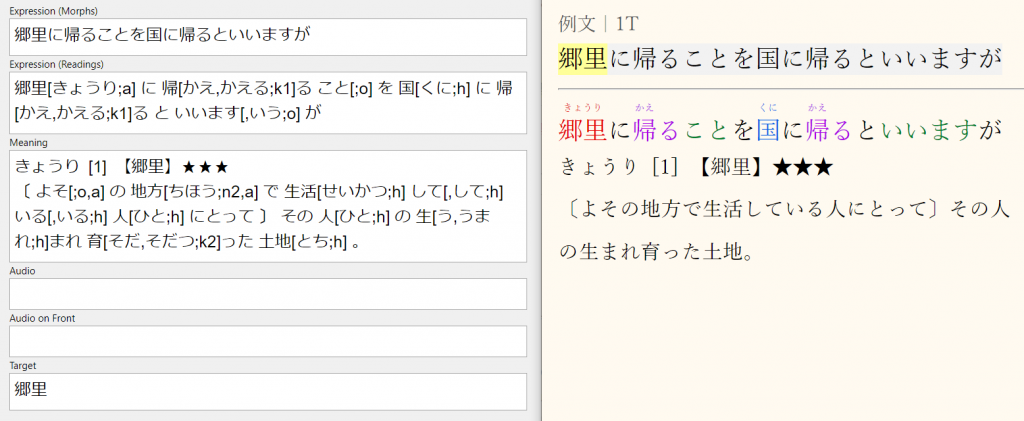 Expression (Morphs)
郷里に帰ることを国に帰るといいますが
Expression (Readings)
郷里[きょうり;a] に 帰[かえ,かえる;k1]る こと[;o] を 国[くに;h] に 帰
[かえ,かえる;k1]る と いいます[,いう;o] が
Meaning
きょうり [1] 【郷里】★★★
〔 よそ[;o,a] の 地方[ちほう;n2,a] で 生活[せいかつ;h] して[,して;h]
いる[,いる;h] 人[ひと;h] にとって 〕 その 人[ひと;h] の 生[う,うま
れ;h]まれ 育[そだ,そだつ;k2]った 土地[とち;h] 。
Audio
Audio on Front
Target
郷里
例文 | 1T
郷里に帰ることを国に帰るといいますが
きょうり かえ くに かえ
郷里に帰ることを国に帰るといいますが
きょうり [1] 【郷里】★★★
〔よその地方で生活している人にとって〕その人
の生まれ育った土地。